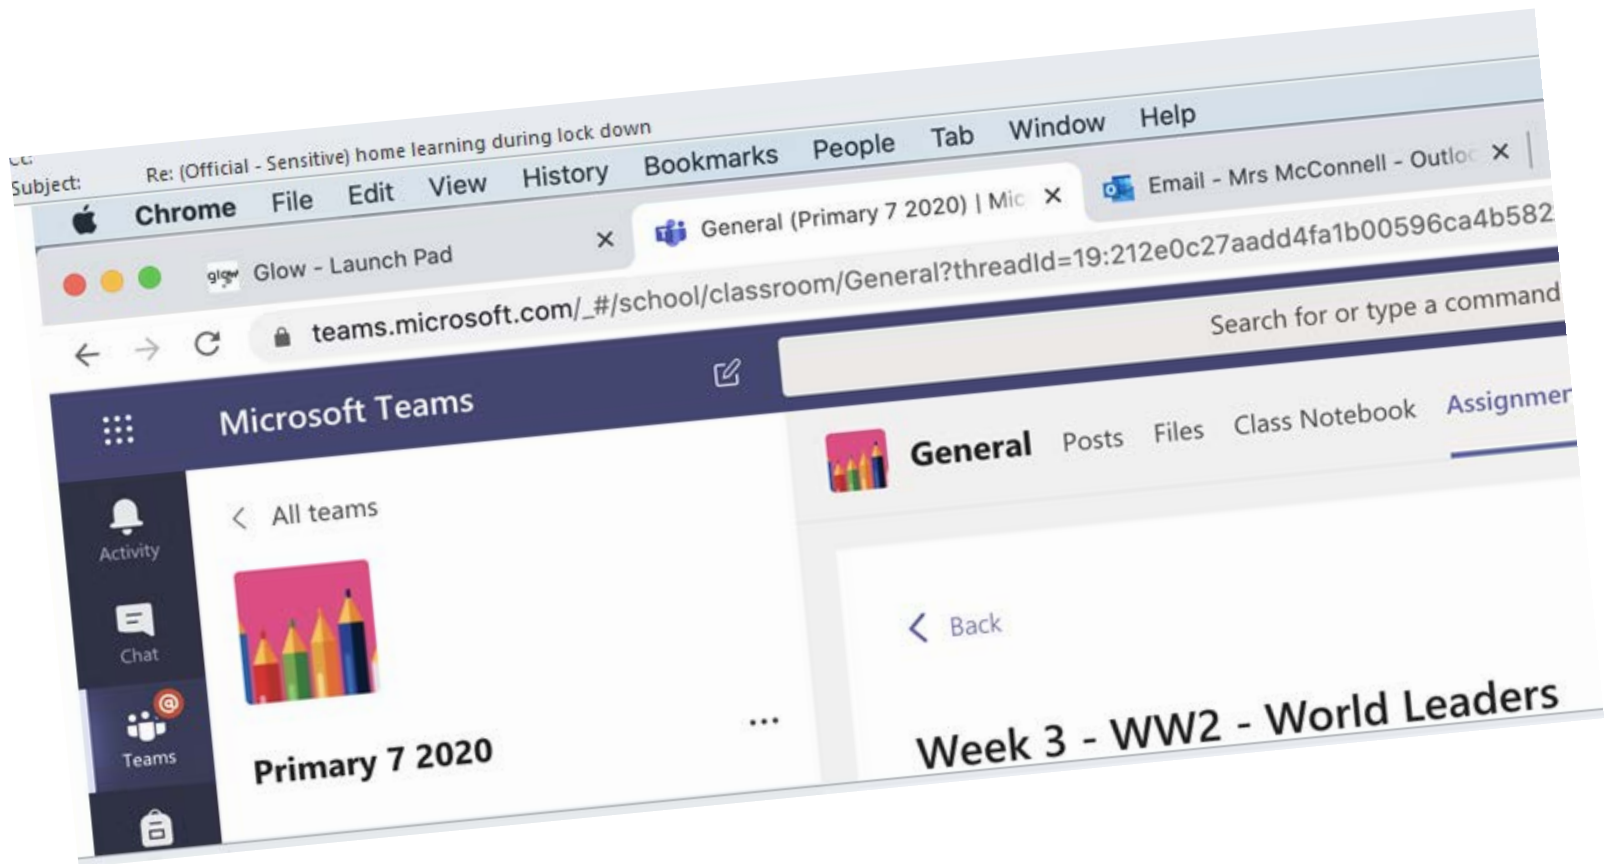 Subject: Re: (Official - Sensitive) home learning during lock down
Chrome File Edit View History Bookmarks People Tab Window Help
glow Glow - Launch Pad General (Primary 7 2020) | Mic Email - Mrs McConnell - Outlo
teams.microsoft.com/_#/school/classroom/General?threadId=19:212e0c27aadd4fa1b00596ca4b582
Microsoft Teams
Search for or type a command
General Posts Files Class Notebook Assignmen
All teams
Activity
Chat
Teams
Primary 7 2020
Back
Week 3 - WW2 - World Leaders